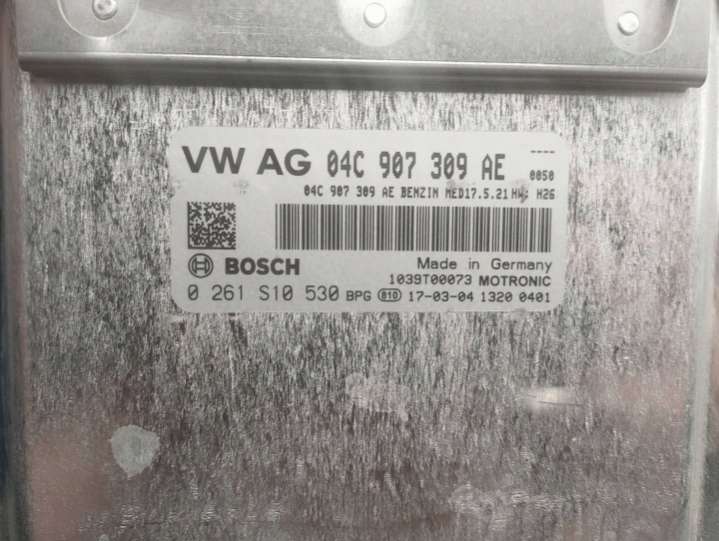 VW AG 04C 907 309 AE ----
0050
04C 907 309 AE BENZIN MED17.5.21 HW: H26
BOSCH Made in Germany
1039T00073 MOTRONIC
0 261 S10 530 BPG 810 17-03-04 1320 0401